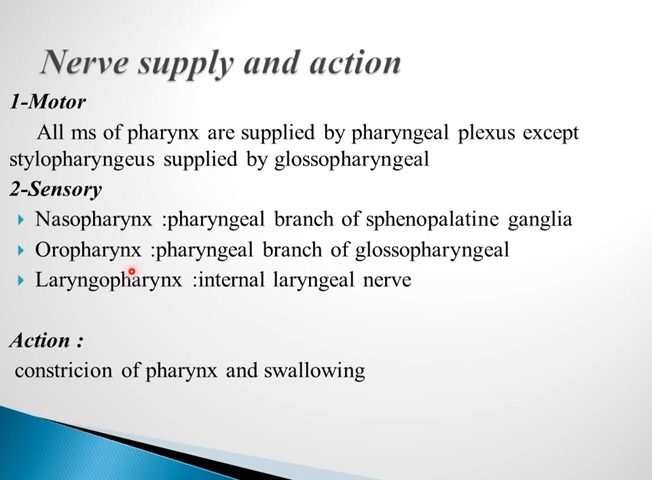 Nerve supply and action
1-Motor
All ms of pharynx are supplied by pharyngeal plexus except
stylopharyngeus supplied by glossopharyngeal
2-Sensory
Nasopharynx :pharyngeal branch of sphenopalatine ganglia
Oropharynx :pharyngeal branch of glossopharyngeal
Laryngopharynx :internal laryngeal nerve
Action :
constricion of pharynx and swallowing